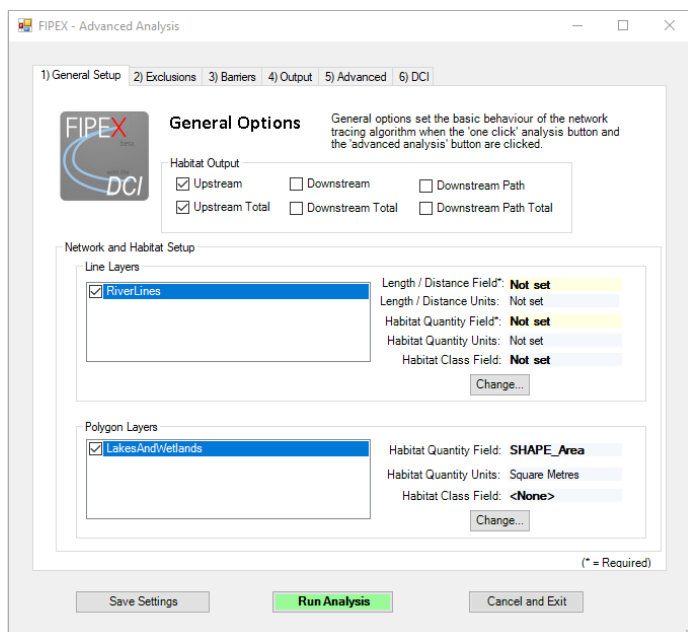 FIPEX - Advanced Analysis
1) General Setup 2) Exclusions 3) Barriers 4) Output 5) Advanced 6) DCI
FIPEX
beta
DCI
General Options
General options set the basic behaviour of the network
tracing algorithm when the 'one click' analysis button and
the 'advanced analysis' button are clicked.
Habitat Output
Upstream Downstream Downstream Path
Upstream Total Downstream Total Downstream Path Total
Network and Habitat Setup
Line Layers
RiverLines
Length / Distance Field*: Not set
Length / Distance Units: Not set
Habitat Quantity Field*: Not set
Habitat Quantity Units: Not set
Habitat Class Field: Not set
Change...
Polygon Layers
LakesAndWetlands
Habitat Quantity Field: SHAPE_Area
Habitat Quantity Units: Square Metres
Habitat Class Field: <None>
Change...
(* = Required)
Save Settings Run Analysis Cancel and Exit